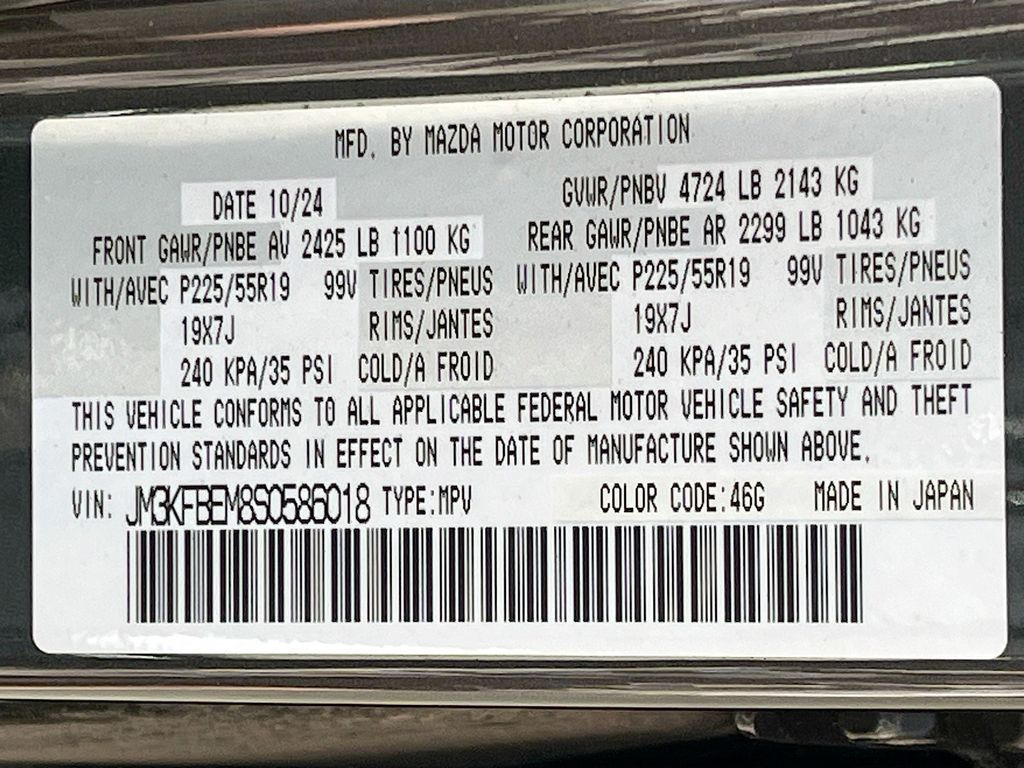 MFD. BY MAZDA MOTOR CORPORATION
DATE 10/24 GVWR/PNBV 4724 LB 2143 KG
FRONT GAWR/PNBE AV 2425 LB 1100 KG REAR GAWR/PNBE AR 2299 LB 1043 KG
WITH/AVEC P225/55R19 99V TIRES/PNEUS WITH/AVEC P225/55R19 99V TIRES/PNEUS
19X7J RIMS/JANTES 19X7J RIMS/JANTES
240 KPA/35 PSI COLD/A FROID 240 KPA/35 PSI COLD/A FROID
THIS VEHICLE CONFORMS TO ALL APPLICABLE FEDERAL MOTOR VEHICLE SAFETY AND THEFT
PREVENTION STANDARDS IN EFFECT ON THE DATE OF MANUFACTURE SHOWN ABOVE.
VIN: JM3KFBEM8S0586018 TYPE:MPV COLOR CODE:46G MADE IN JAPAN